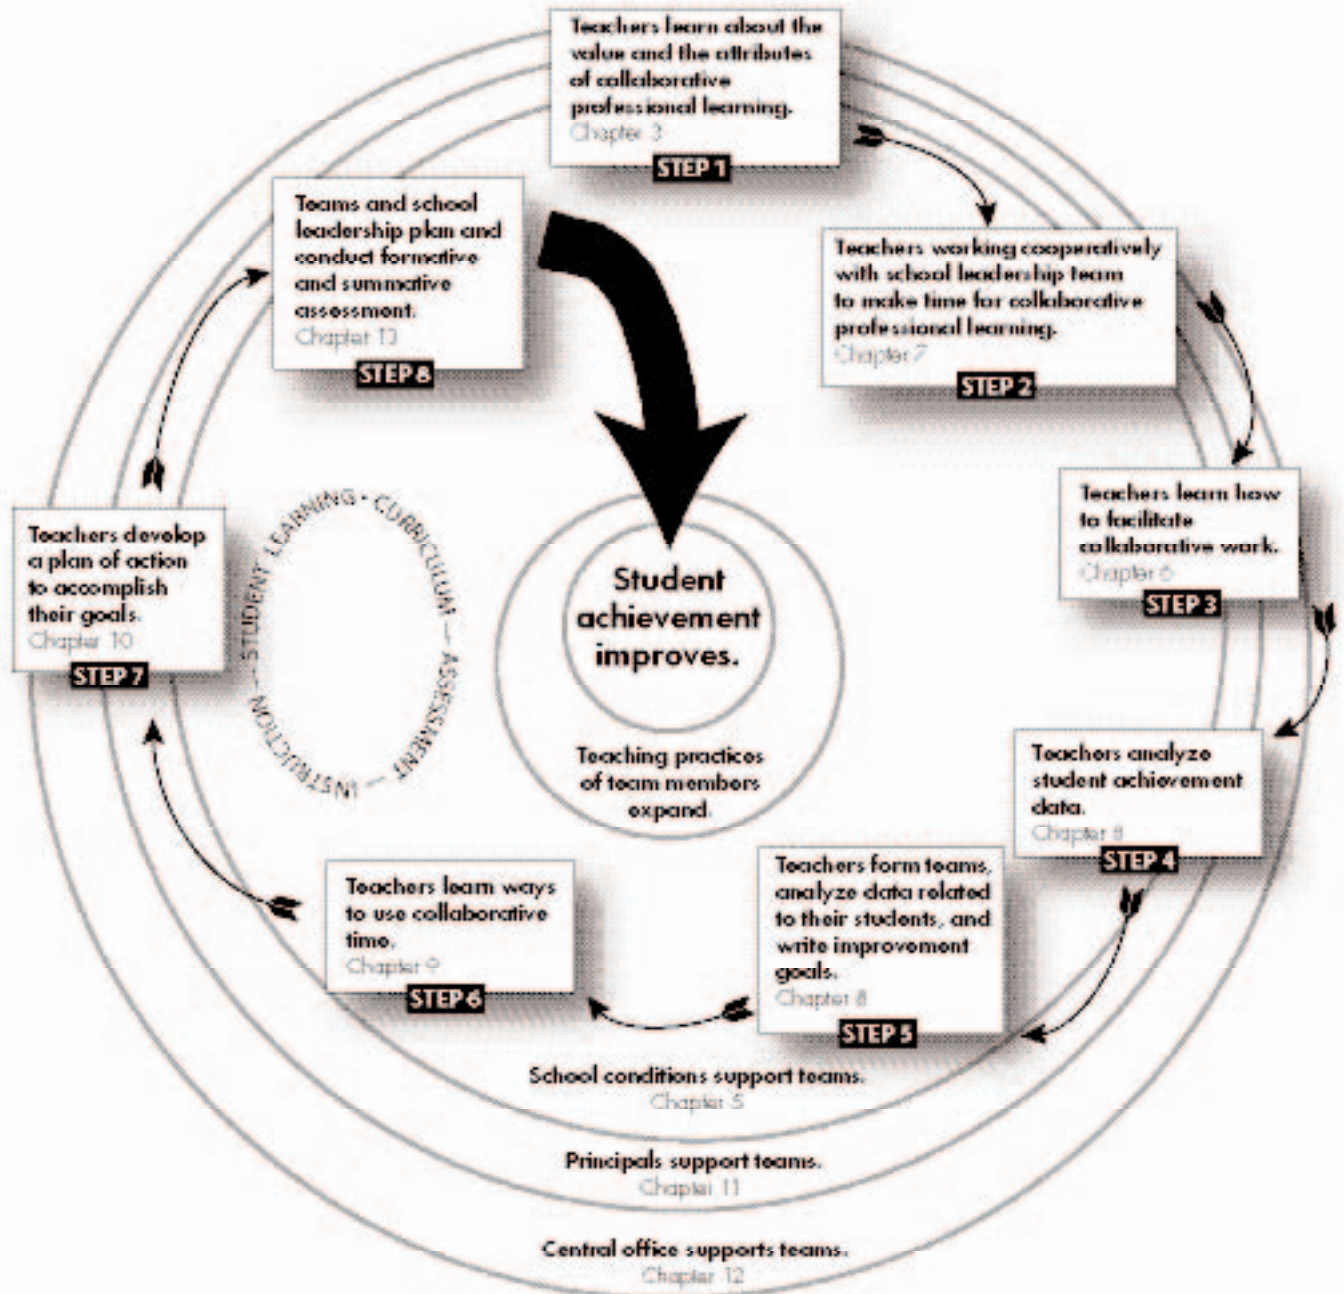 Teachers learn about the
value and the attributes
of collaborative
professional learning.
Chapter 3
STEP 1
Teachers working cooperatively
with school leadership team
to make time for collaborative
professional learning.
Chapter 7
STEP 2
Teachers learn how
to facilitate
collaborative work.
Chapter 6
STEP 3
Teachers analyze
student achievement
data.
Chapter 8
STEP 4
Teachers form teams,
analyze data related
to their students, and
write improvement
goals.
Chapter 8
STEP 5
Teachers learn ways
to use collaborative
time.
Chapter 9
STEP 6
Teachers develop
a plan of action
to accomplish
their goals.
Chapter 10
STEP 7
Teams and school
leadership plan and
conduct formative
and summative
assessment.
Chapter 13
STEP 8
STUDENT LEARNING • CURRICULUM — ASSESSMENT — INSTRUCTION —
Student
achievement
improves.
Teaching practices
of team members
expand.
School conditions support teams.
Chapter 5
Principals support teams.
Chapter 11
Central office supports teams.
Chapter 12